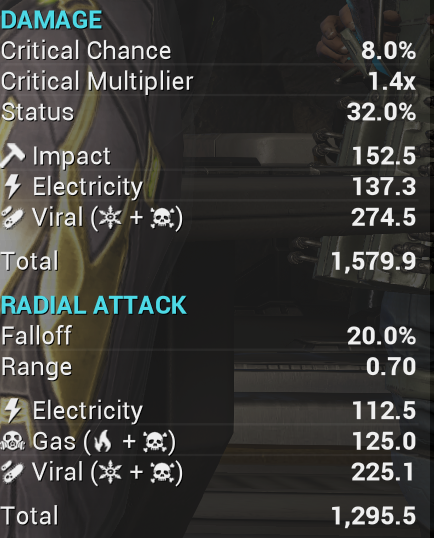 DAMAGE
Critical Chance 8.0%
Critical Multiplier 1.4x
Status 32.0%
Impact 152.5
Electricity 137.3
Viral ( + ) 274.5
Total 1,579.9
RADIAL ATTACK
Falloff 20.0%
Range 0.70
Electricity 112.5
Gas ( + ) 125.0
Viral ( + ) 225.1
Total 1,295.5